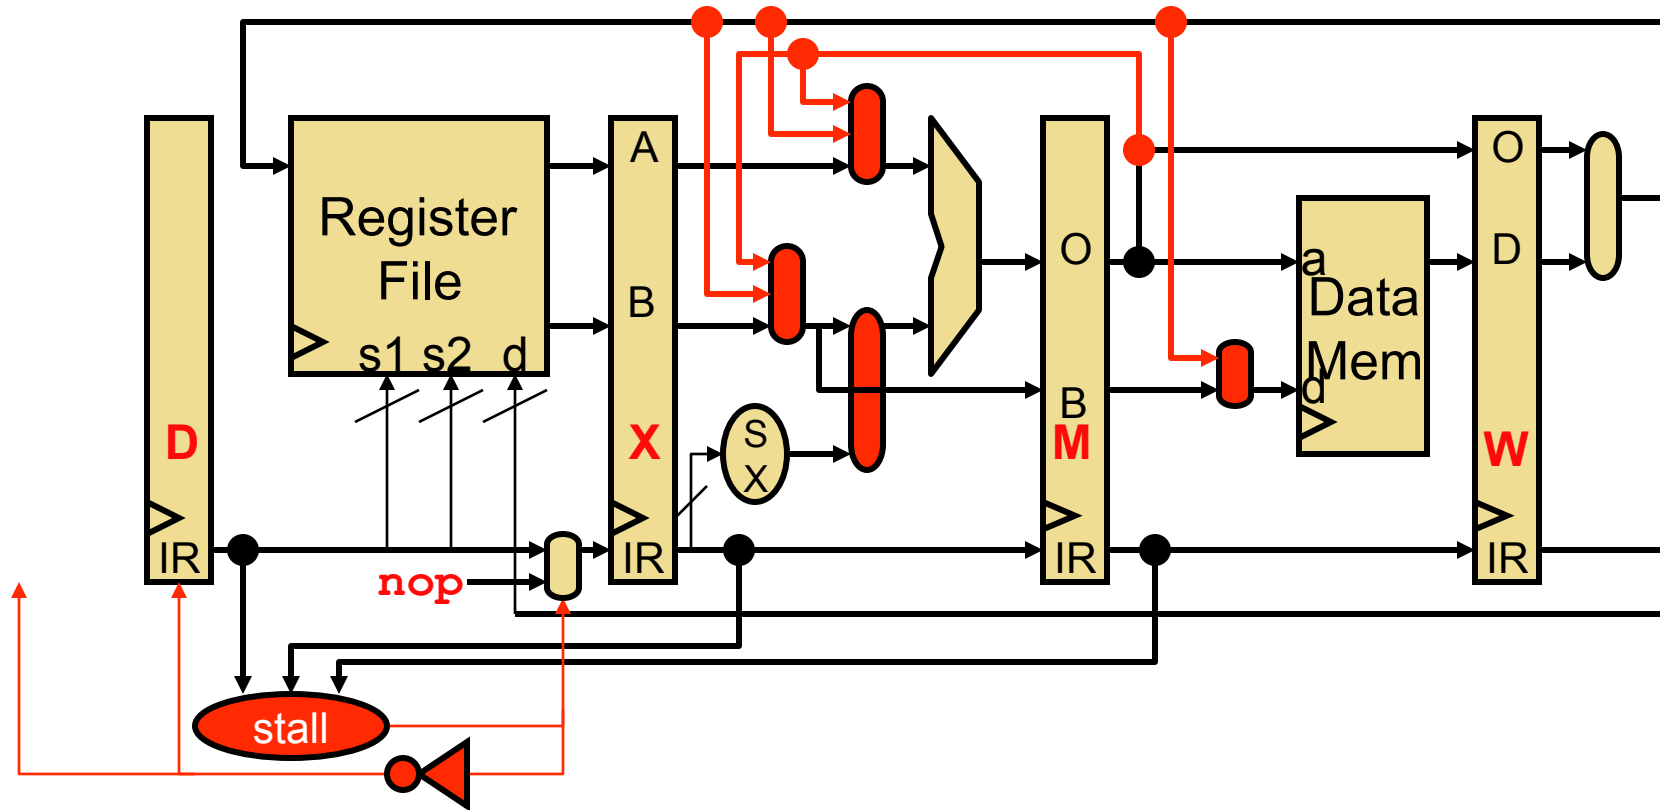 Register
File
s1 s2 d
D
IR
nop
stall
A
B
X
IR
S
X
O
B
M
IR
a
Data
Mem
d
O
D
W
IR